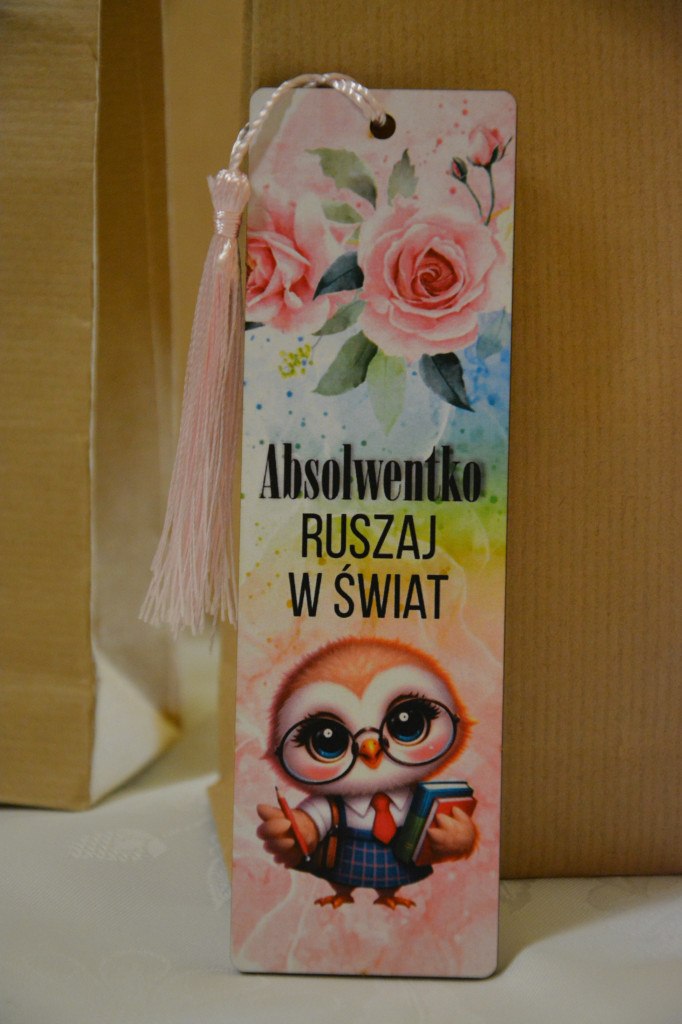 Absolwentko
RUSZAJ
W ŚWIAT